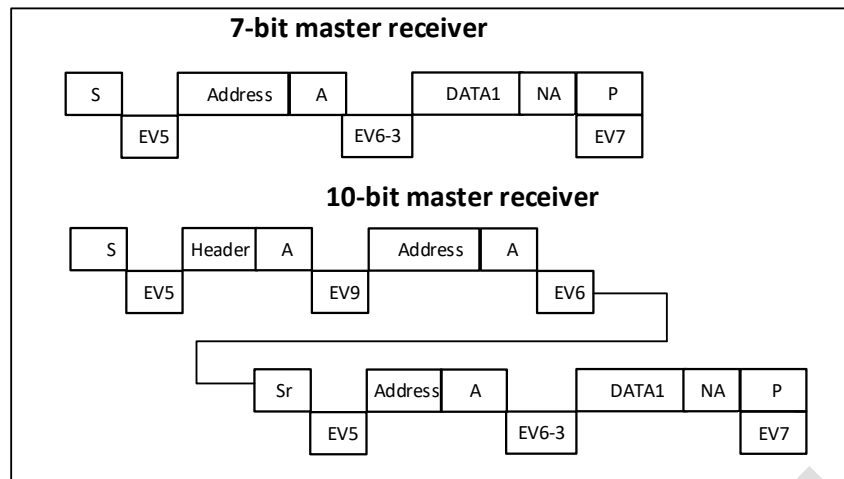 7-bit master receiver
S Address A DATA1 NA P
EV5 EV6-3 EV7
10-bit master receiver
S Header A Address A
EV5 EV9 EV6
Sr Address A DATA1 NA P
EV5 EV6-3 EV7